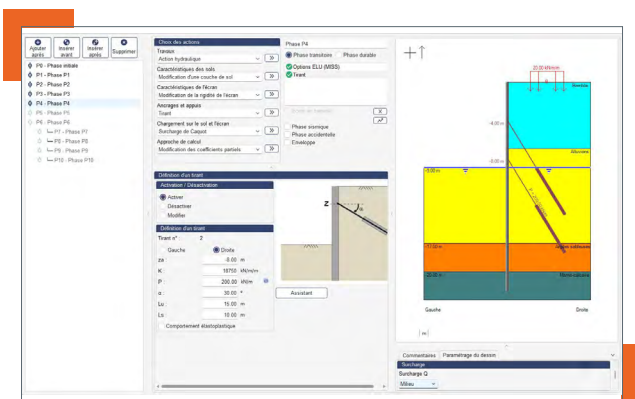 Ajouter après
Insérer avant
Insérer après
Supprimer
P0 - Phase initiale
P1 - Phase P1
P2 - Phase P2
P3 - Phase P3
P4 - Phase P4
P5 - Phase P5
P6 - Phase P6
P7 - Phase P7
P8 - Phase P8
P9 - Phase P9
P10 - Phase P10
Choix des actions
Travaux
Action hydraulique
Caractéristiques des sols
Modification d'une couche de sol
Caractéristiques de l'écran
Modification de la rigidité de l'écran
Ancrages et appuis
Tirant
Chargement sur le sol et l'écran
Surcharge de Caquot
Approche de calcul
Modification des coefficients partiels
Phase P4
Phase transitoire
Phase durable
Options ELU (MISS)
Tirant
X
Phase sismique
Phase accidentelle
Enveloppe
Définition d'un tirant
Activation / Désactivation
Activer
Désactiver
Modifier
Définition d'un tirant
Tirant n° 2
Gauche
Droite
za -8.00 m
K 18750 kN/m/m
P 200.00 kN/m
α 30.00 °
Lu 15.00 m
Ls 10.00 m
Comportement élastoplastique
z
α
Assistant
20.00 kN/m/m
Remblai
-4.00 m
Alluvions
-8.00 m
-9.00 m
Gauche
Droite
[m]
Commentaires
Paramétrage du dessin
Surcharge
Surcharge Q
Milieu